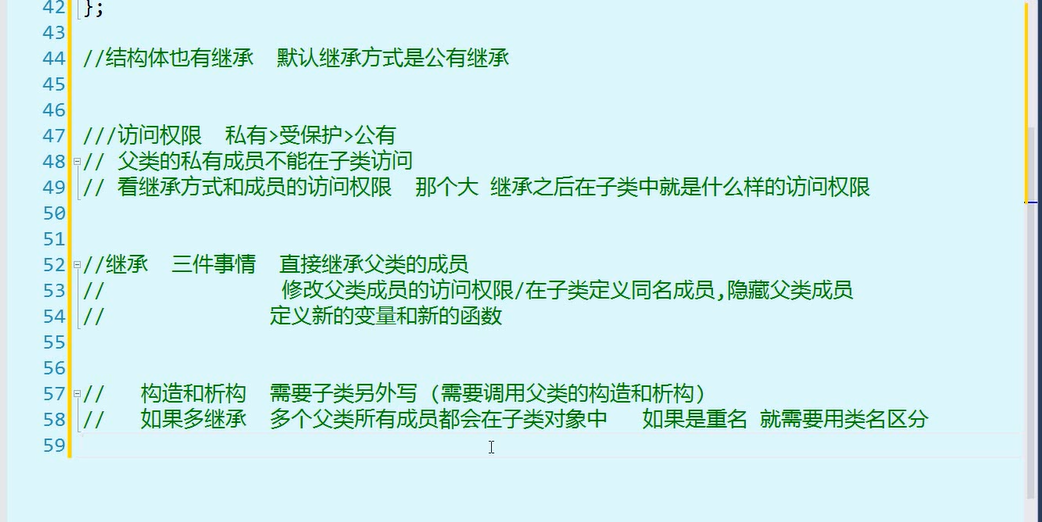 42 };
43
44 //结构体也有继承  默认继承方式是公有继承
45
46
47 ///访问权限  私有>受保护>公有
48 // 父类的私有成员不能在子类访问
49 // 看继承方式和成员的访问权限  那个大 继承之后在子类中就是什么样的访问权限
50
51
52 //继承  三件事情  直接继承父类的成员
53 //               修改父类成员的访问权限/在子类定义同名成员,隐藏父类成员
54 //              定义新的变量和新的函数
55
56
57 //   构造和析构  需要子类另外写 (需要调用父类的构造和析构)
58 //   如果多继承  多个父类所有成员都会在子类对象中   如果是重名 就需要用类名区分
59